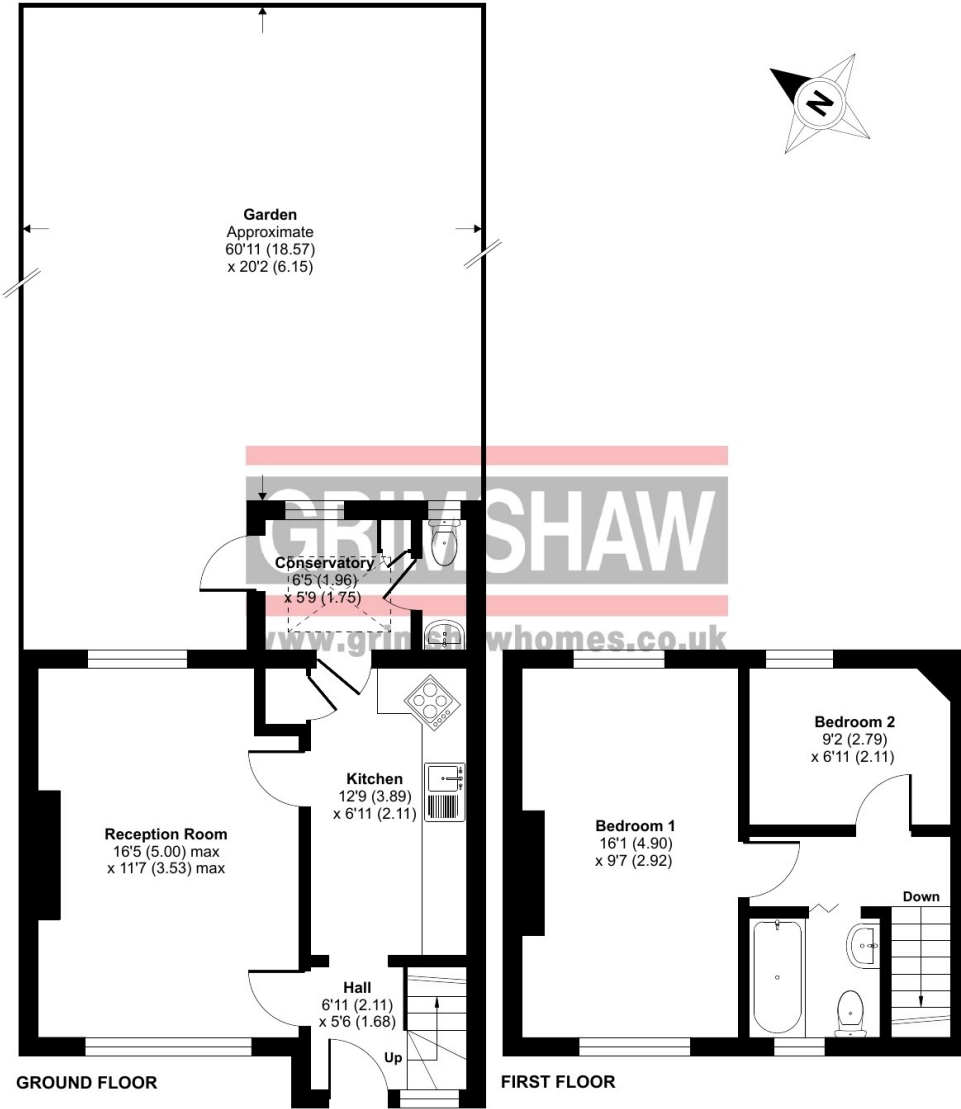 N
Garden
Approximate
60'11 (18.57)
x 20'2 (6.15)
GRIMSHAW
www.grimshawhomes.co.uk
Conservatory
6'5 (1.96)
x 5'9 (1.75)
Kitchen
12'9 (3.89)
x 6'11 (2.11)
Reception Room
16'5 (5.00) max
x 11'7 (3.53) max
Hall
6'11 (2.11)
x 5'6 (1.68)
Up
GROUND FLOOR
Bedroom 2
9'2 (2.79)
x 6'11 (2.11)
Bedroom 1
16'1 (4.90)
x 9'7 (2.92)
Down
FIRST FLOOR